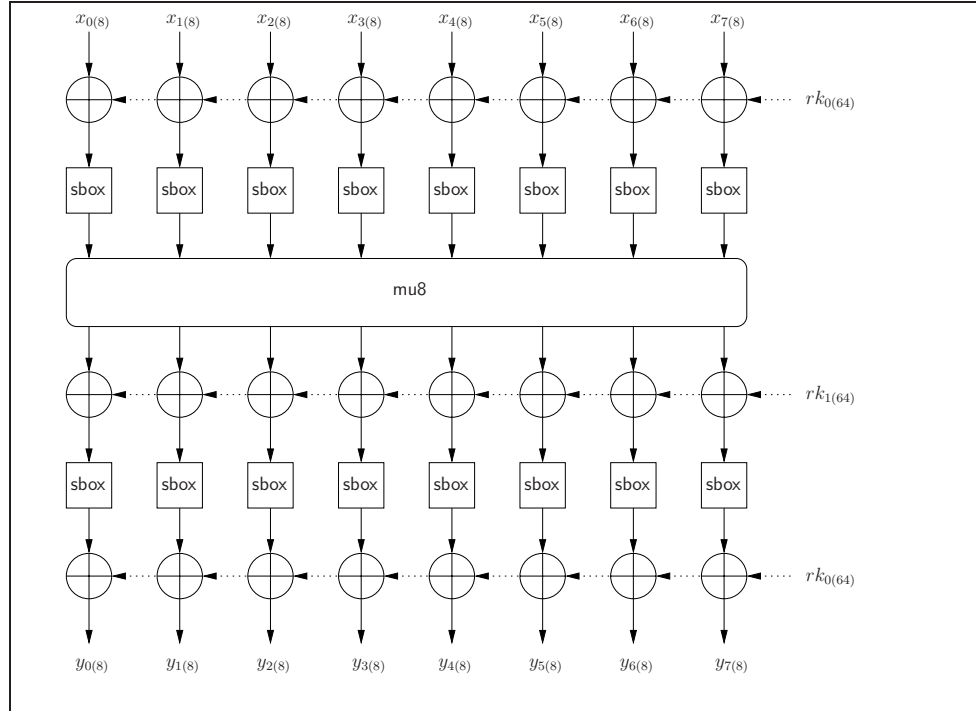 x0(8) x1(8) x2(8) x3(8) x4(8) x5(8) x6(8) x7(8)
rk0(64)
sbox sbox sbox sbox sbox sbox sbox sbox
mu8
rk1(64)
sbox sbox sbox sbox sbox sbox sbox sbox
rk0(64)
y0(8) y1(8) y2(8) y3(8) y4(8) y5(8) y6(8) y7(8)